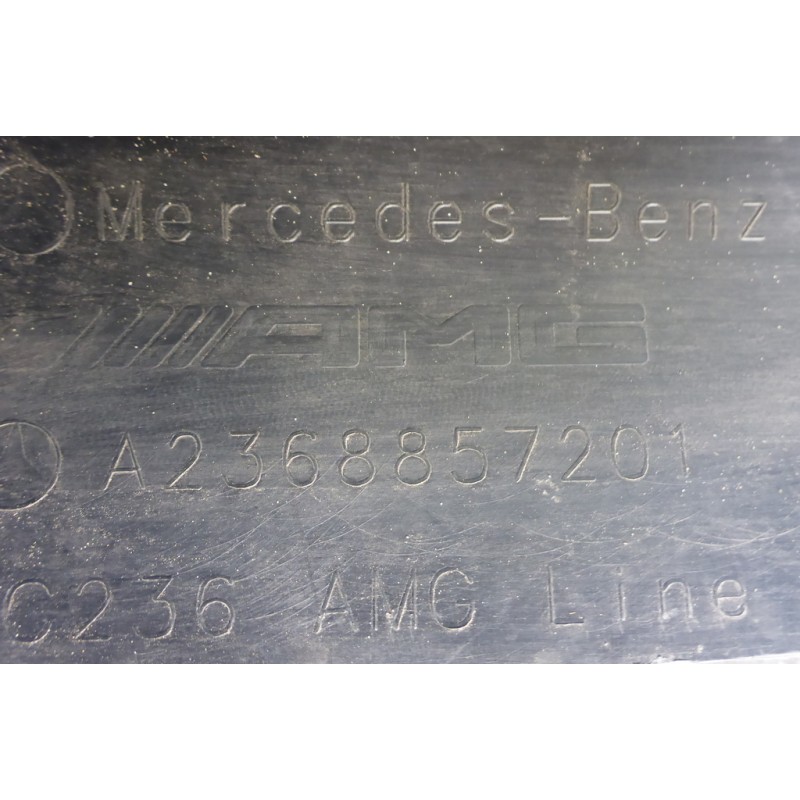 Mercedes-Benz
AMG
A2368857201
C236 AMG Line